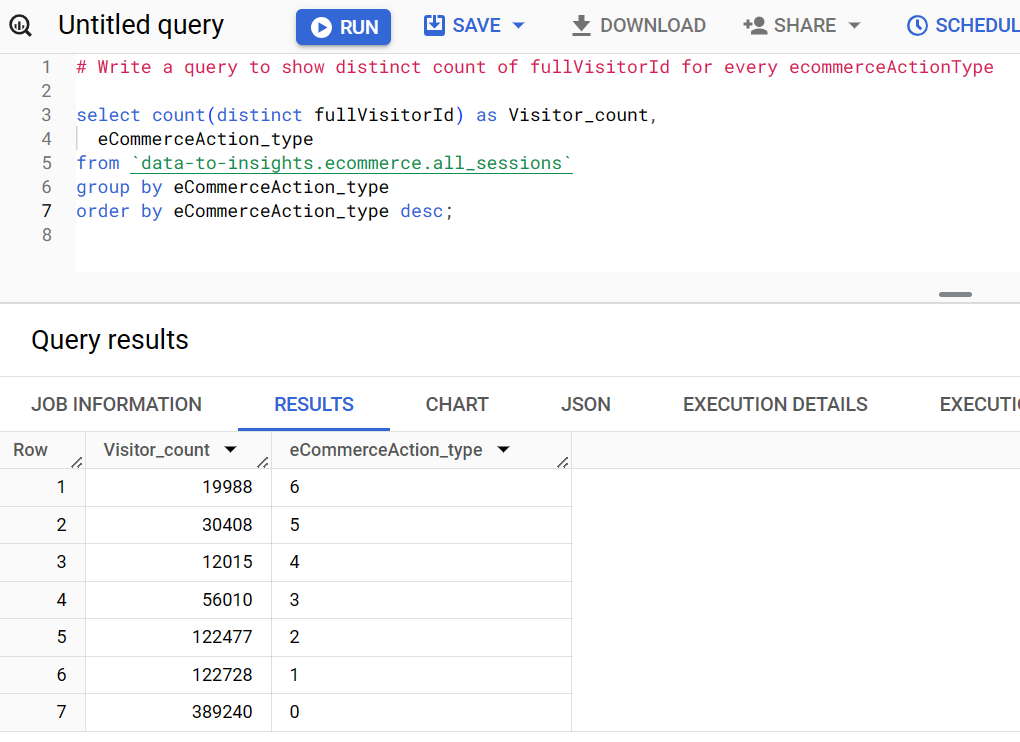 Untitled query RUN SAVE DOWNLOAD SHARE SCHEDUL
1 # Write a query to show distinct count of fullVisitorId for every ecommerceActionType
2
3 select count(distinct fullVisitorId) as Visitor_count,
4 eCommerceAction_type
5 from `data-to-insights.ecommerce.all_sessions`
6 group by eCommerceAction_type
7 order by eCommerceAction_type desc;
8
Query results
JOB INFORMATION RESULTS CHART JSON EXECUTION DETAILS EXECUTI
Row Visitor_count eCommerceAction_type
1 19988 6
2 30408 5
3 12015 4
4 56010 3
5 122477 2
6 122728 1
7 389240 0